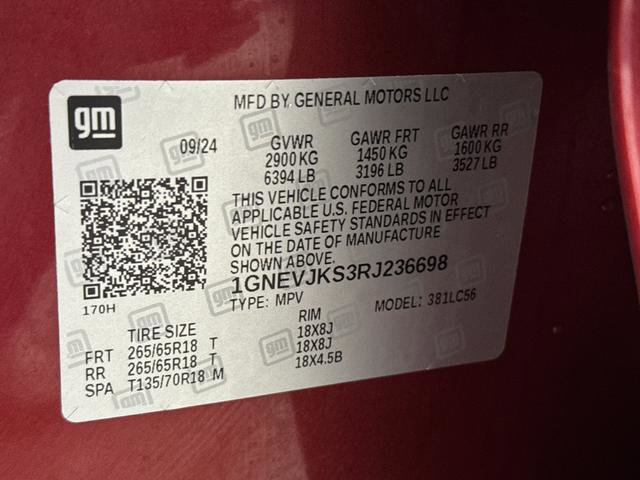 gm
MFD BY GENERAL MOTORS LLC
09/24 GVWR GAWR FRT GAWR RR
2900 KG 1450 KG 1600 KG
6394 LB 3196 LB 3527 LB
THIS VEHICLE CONFORMS TO ALL
APPLICABLE U.S. FEDERAL MOTOR
VEHICLE SAFETY STANDARDS IN EFFECT
ON THE DATE OF MANUFACTURE
SHOWN ABOVE.
1GNEVJKS3RJ236698
170H
TYPE: MPV MODEL: 381LC56
TIRE SIZE RIM
FRT 265/65R18 T 18X8J
RR 265/65R18 T 18X8J
SPA T135/70R18 M 18X4.5B